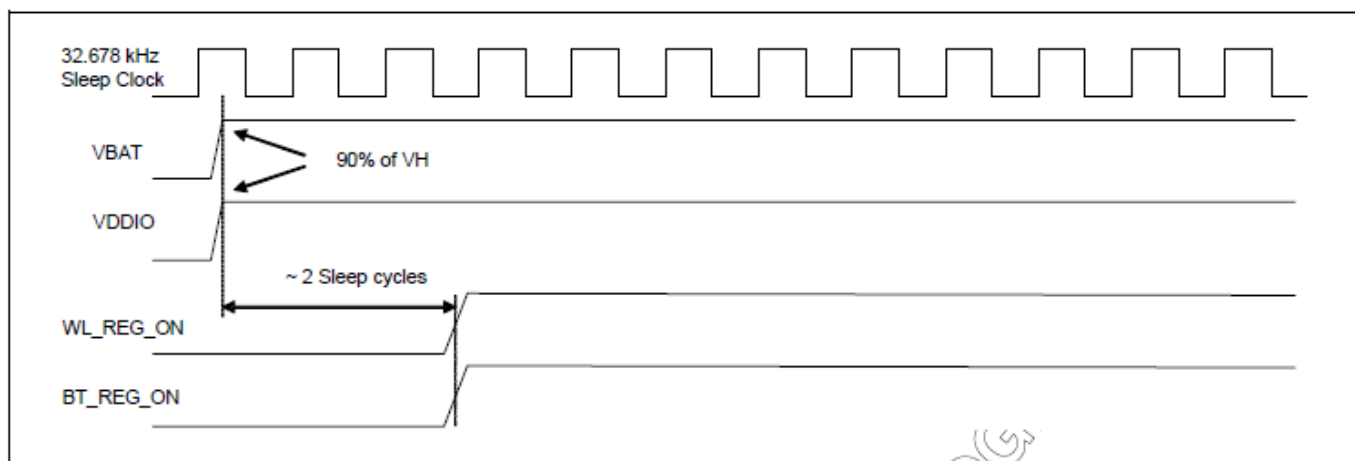 32.678 kHz
Sleep Clock
VBAT
90% of VH
VDDIO
~ 2 Sleep cycles
WL_REG_ON
BT_REG_ON